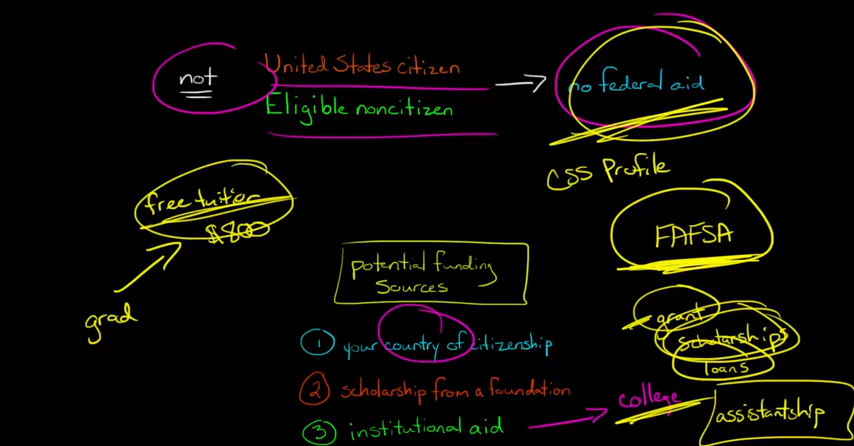 not
United States citizen
Eligible noncitizen
no federal aid
CSS Profile
free tuition
$800
grad
FAFSA
potential funding
sources
1 your country of citizenship
2 scholarship from a foundation
3 institutional aid
grant
scholarships
loans
college
assistantship